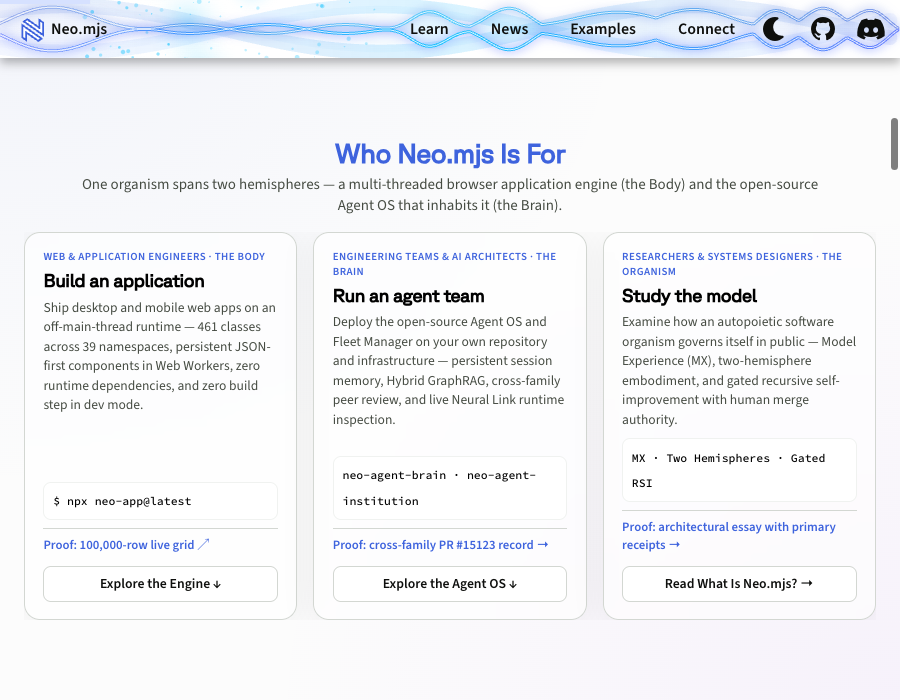 Neo.mjs
Learn
News
Examples
Connect
Who Neo.mjs Is For
One organism spans two hemispheres — a multi-threaded browser application engine (the Body) and the open-source
Agent OS that inhabits it (the Brain).
WEB & APPLICATION ENGINEERS · THE BODY
Build an application
Ship desktop and mobile web apps on an
off-main-thread runtime — 461 classes
across 39 namespaces, persistent JSON-
first components in Web Workers, zero
runtime dependencies, and zero build
step in dev mode.
$ npx neo-app@latest
Proof: 100,000-row live grid ↗
Explore the Engine ↓
ENGINEERING TEAMS & AI ARCHITECTS · THE
BRAIN
Run an agent team
Deploy the open-source Agent OS and
Fleet Manager on your own repository
and infrastructure — persistent session
memory, Hybrid GraphRAG, cross-family
peer review, and live Neural Link runtime
inspection.
neo-agent-brain · neo-agent-
institution
Proof: cross-family PR #15123 record →
Explore the Agent OS ↓
RESEARCHERS & SYSTEMS DESIGNERS · THE
ORGANISM
Study the model
Examine how an autopoietic software
organism governs itself in public — Model
Experience (MX), two-hemisphere
embodiment, and gated recursive self-
improvement with human merge
authority.
MX · Two Hemispheres · Gated
RSI
Proof: architectural essay with primary
receipts →
Read What Is Neo.mjs? →